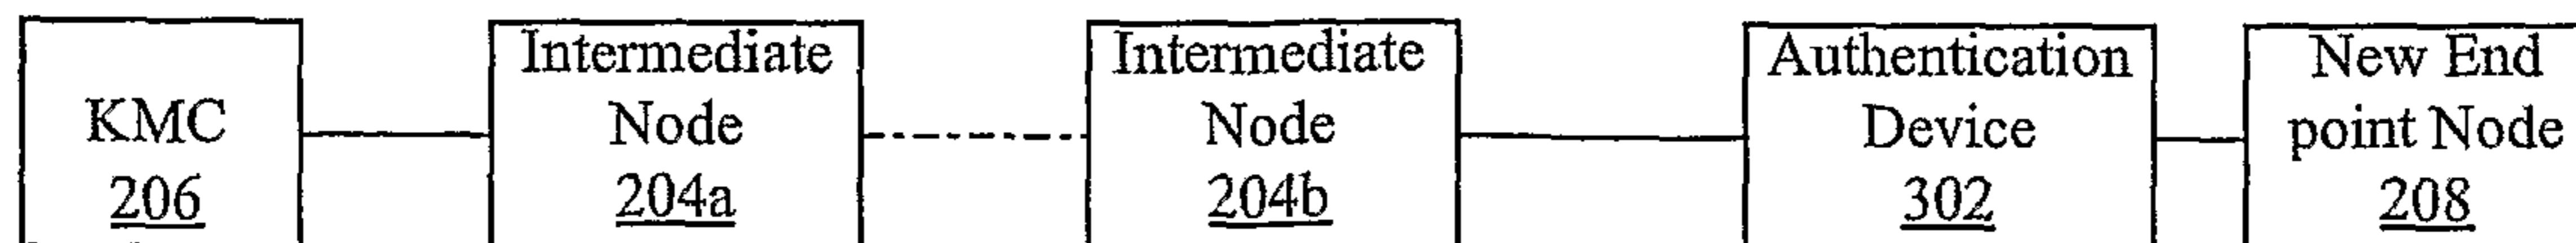 KMC
206
Intermediate
Node
204a
Intermediate
Node
204b
Authentication
Device
302
New End
point Node
208